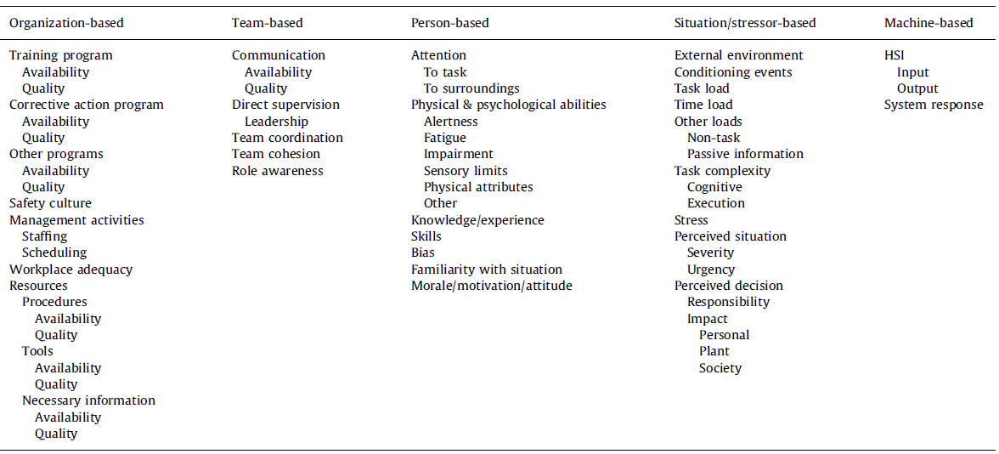 Organization-based Team-based Person-based Situation/stressor-based Machine-based
Training program Communication Attention External environment HSI
Availability Availability To task Conditioning events Input
Quality Quality To surroundings Task load Output
Corrective action program Direct supervision Physical & psychological abilities Time load System response
Availability Leadership Alertness Other loads
Quality Team coordination Fatigue Non-task
Other programs Team cohesion Impairment Passive information
Availability Role awareness Sensory limits Task complexity
Quality Physical attributes Cognitive
Safety culture Other Execution
Management activities Knowledge/experience Stress
Staffing Skills Perceived situation
Scheduling Bias Severity
Workplace adequacy Familiarity with situation Urgency
Resources Morale/motivation/attitude Perceived decision
Procedures Responsibility
Availability Impact
Quality Personal
Tools Plant
Availability Society
Quality
Necessary information
Availability
Quality